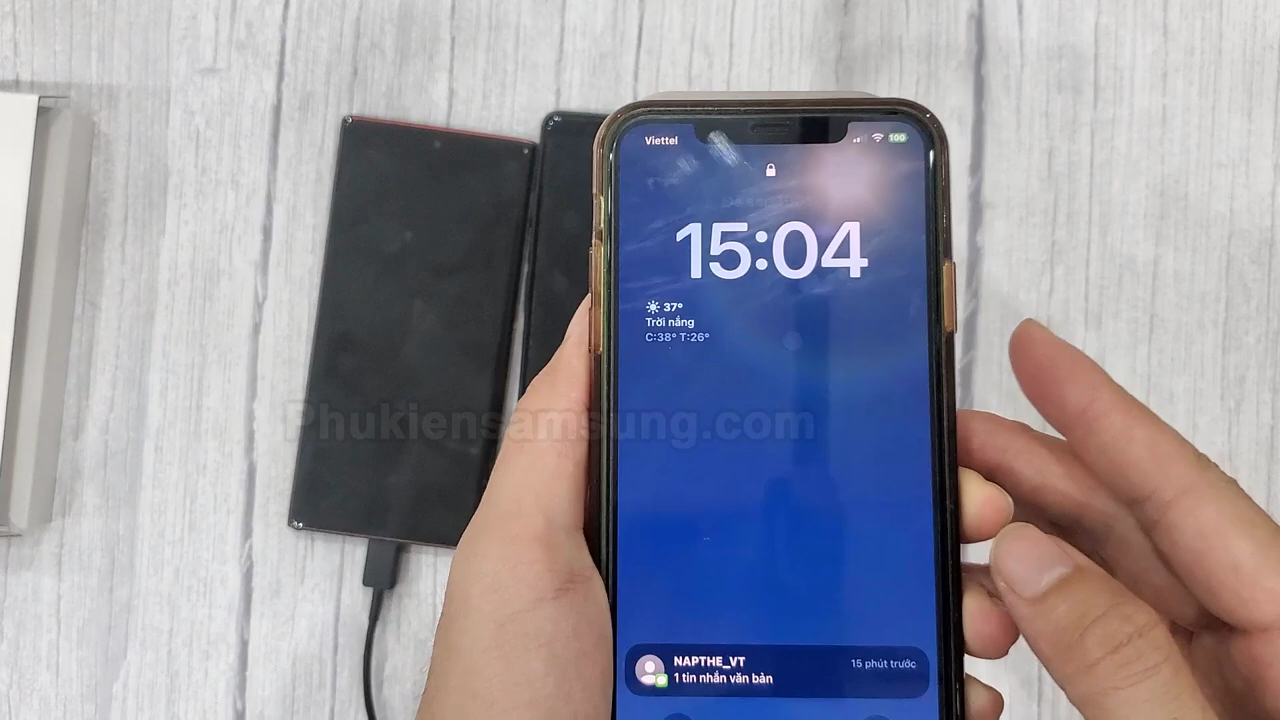 Viettel
100
15:04
37°
Trời nắng
C:38° T:26°
Phukiensamsung.com
NAPTHE_VT
15 phút trước
1 tin nhắn văn bản